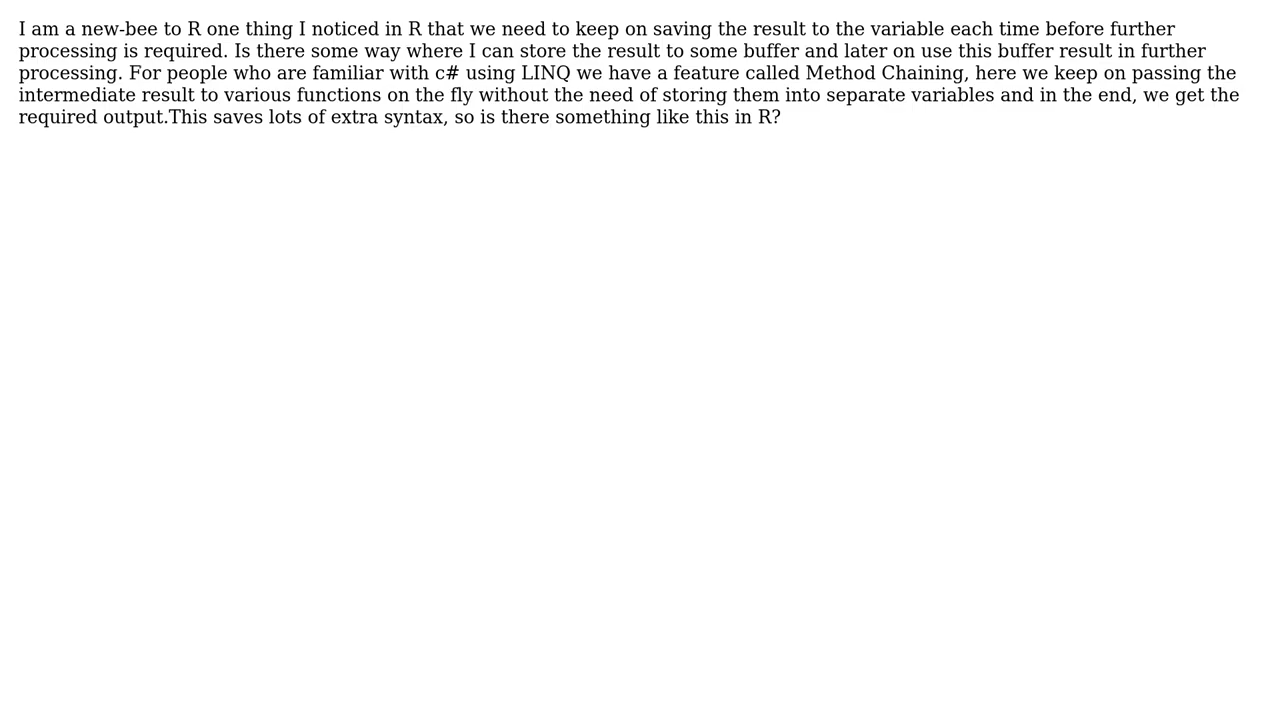 I am a new-bee to R one thing I noticed in R that we need to keep on saving the result to the variable each time before further
processing is required. Is there some way where I can store the result to some buffer and later on use this buffer result in further
processing. For people who are familiar with c# using LINQ we have a feature called Method Chaining, here we keep on passing the
intermediate result to various functions on the fly without the need of storing them into separate variables and in the end, we get the
required output.This saves lots of extra syntax, so is there something like this in R?